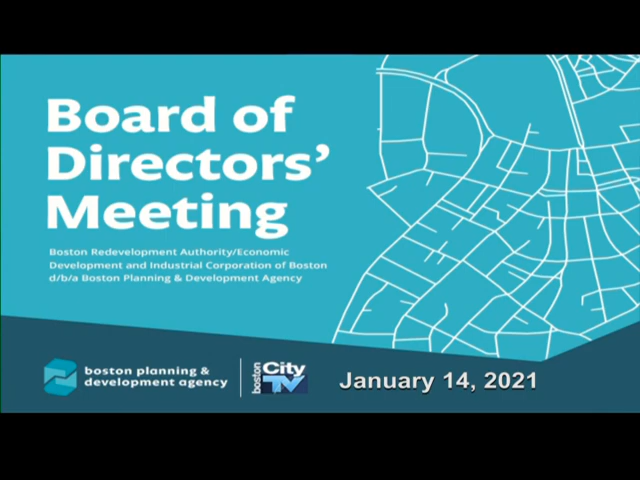 Board of
Directors’
Meeting
Boston Redevelopment Authority/Economic
Development and Industrial Corporation of Boston
d/b/a Boston Planning & Development Agency
boston planning &
development agency
boston
City
TV
January 14, 2021